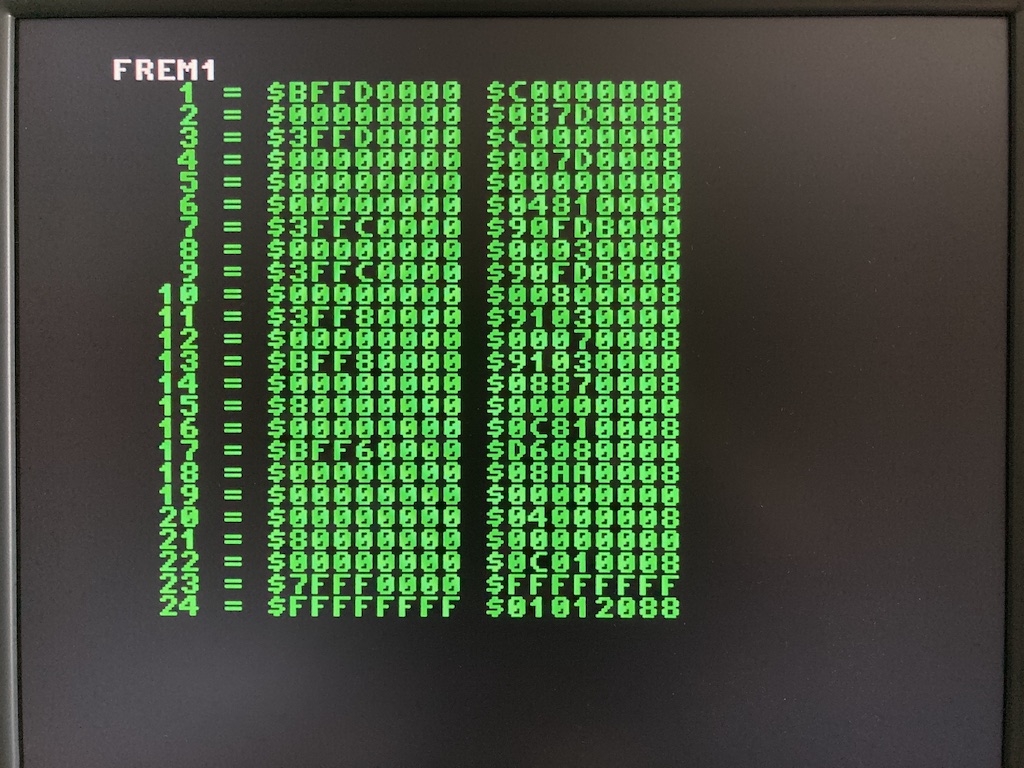 FREM1
1 = $BFFD0000 $C0000000
2 = $00000000 $087D0008
3 = $3FFD0000 $C0000000
4 = $00000000 $007D0008
5 = $00000000 $00000000
6 = $00000000 $04810008
7 = $3FFC0000 $90FDB000
8 = $00000000 $00030008
9 = $3FFC0000 $90FDB000
10 = $00000000 $00800008
11 = $3FF80000 $91030000
12 = $00000000 $00070008
13 = $BFF80000 $91030000
14 = $00000000 $08870008
15 = $80000000 $00000000
16 = $00000000 $0C810008
17 = $BFF60000 $D6080000
18 = $00000000 $08AA0008
19 = $00000000 $00000000
20 = $00000000 $04000008
21 = $80000000 $00000000
22 = $00000000 $0C010008
23 = $7FFF0000 $FFFFFFFF
24 = $FFFFFFFF $01012088